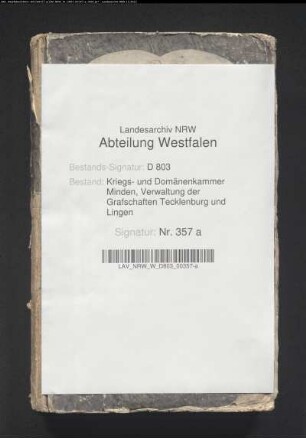 Landesarchiv NRW
Abteilung Westfalen
Bestands-Signatur: D 803
Bestand: Kriegs- und Domänenkammer
Minden, Verwaltung der
Grafschaften Tecklenburg und
Lingen
Signatur: Nr. 357 a
LAV_NRW_W_D803_00357-a